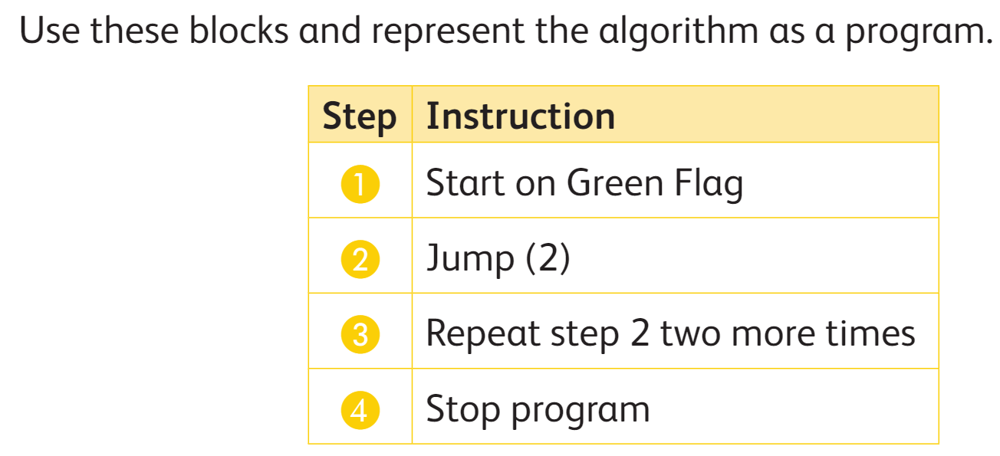 Use these blocks and represent the algorithm as a program.
Step Instruction
1 Start on Green Flag
2 Jump (2)
3 Repeat step 2 two more times
4 Stop program